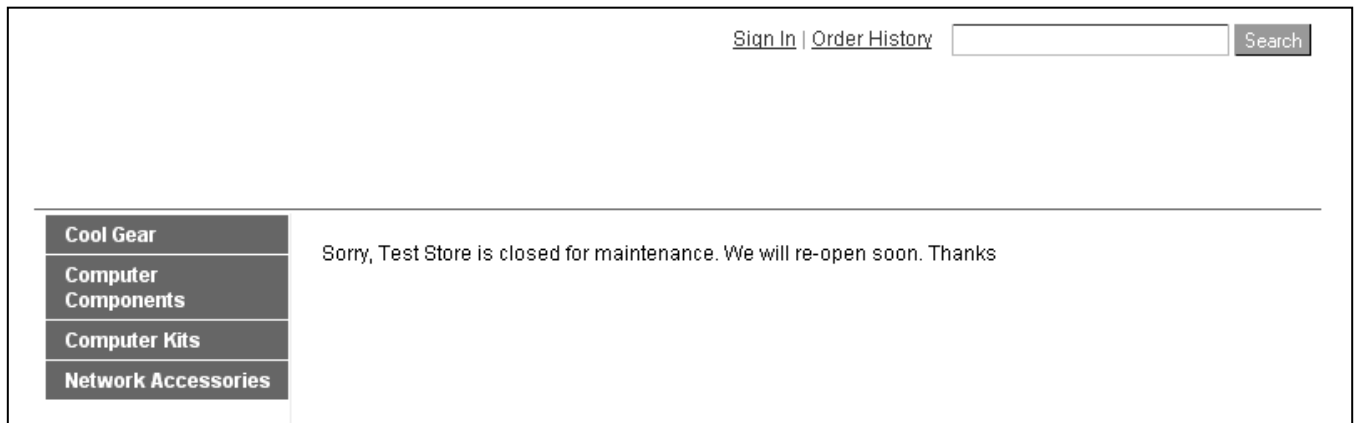 Sign In | Order History Search
Cool Gear
Sorry, Test Store is closed for maintenance. We will re-open soon. Thanks
Computer
Components
Computer Kits
Network Accessories